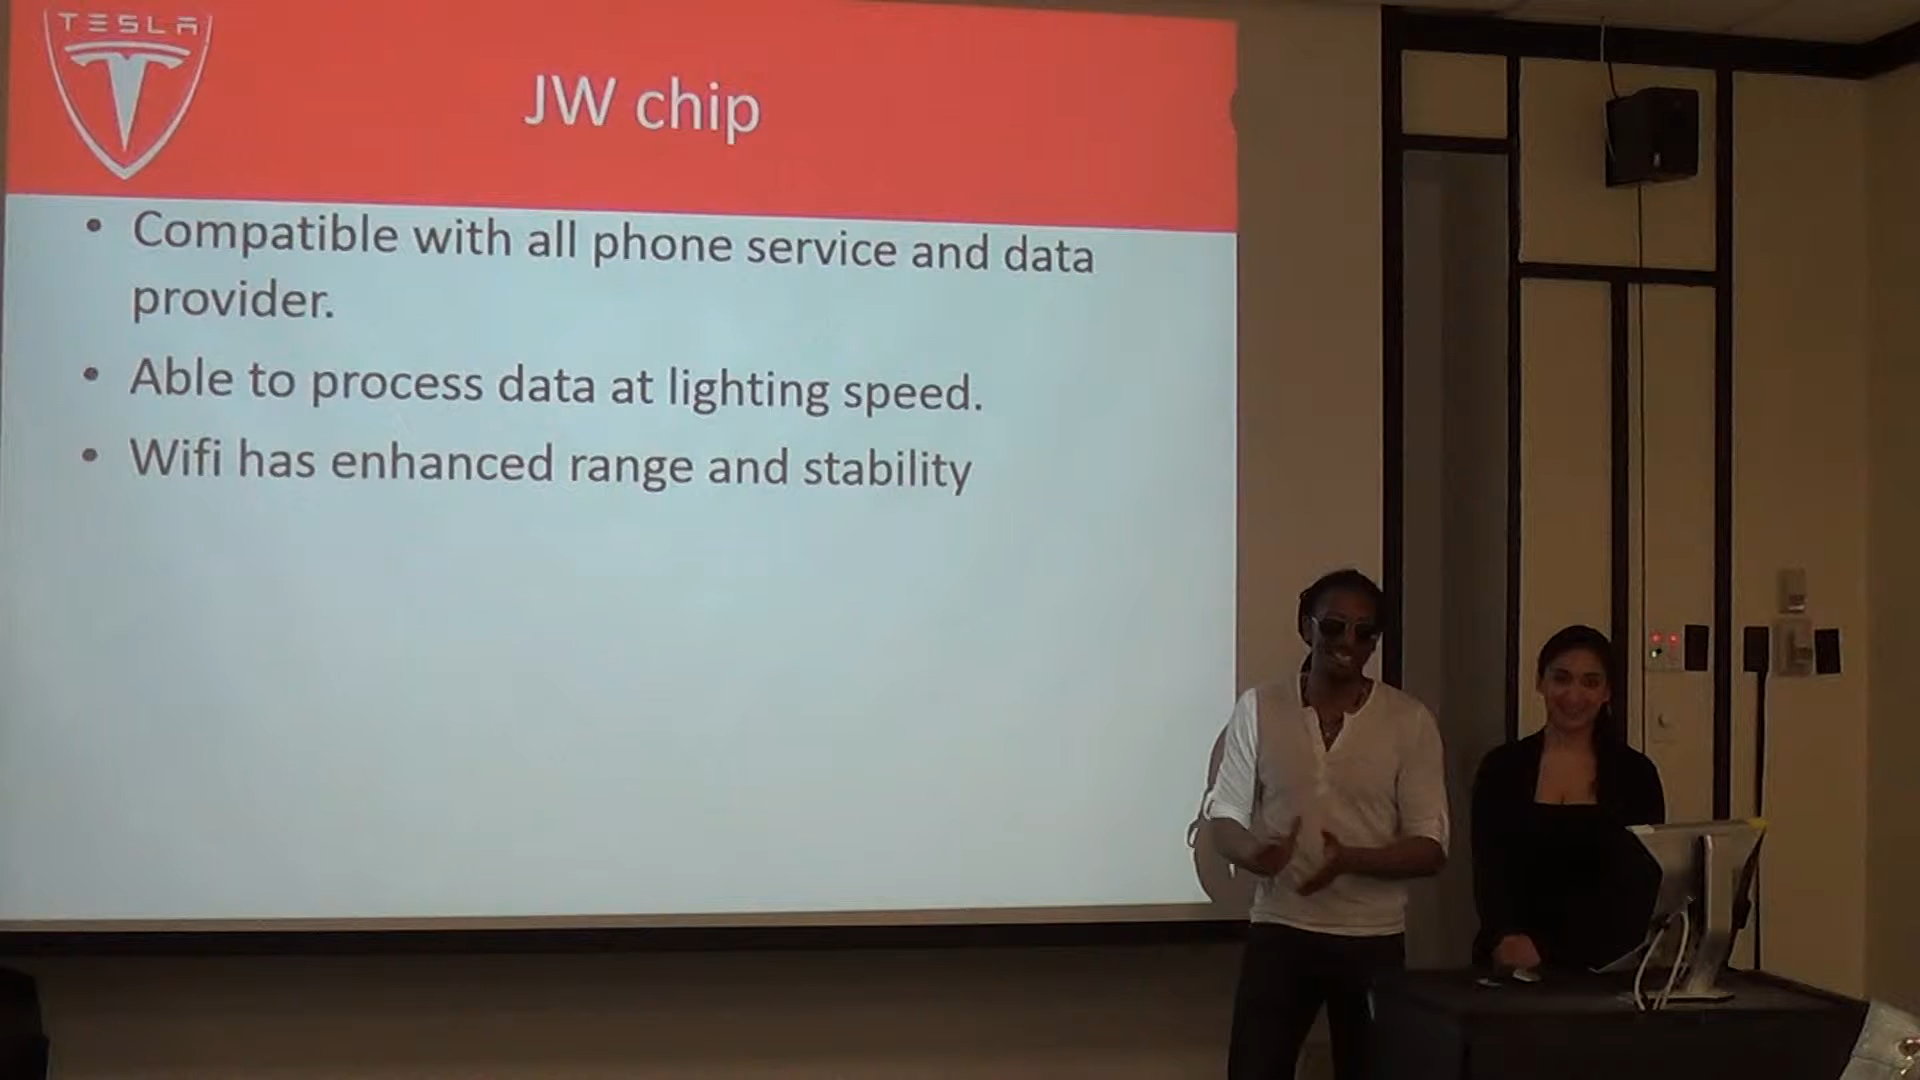 TESLA
JW chip
• Compatible with all phone service and data
provider.
• Able to process data at lighting speed.
• Wifi has enhanced range and stability